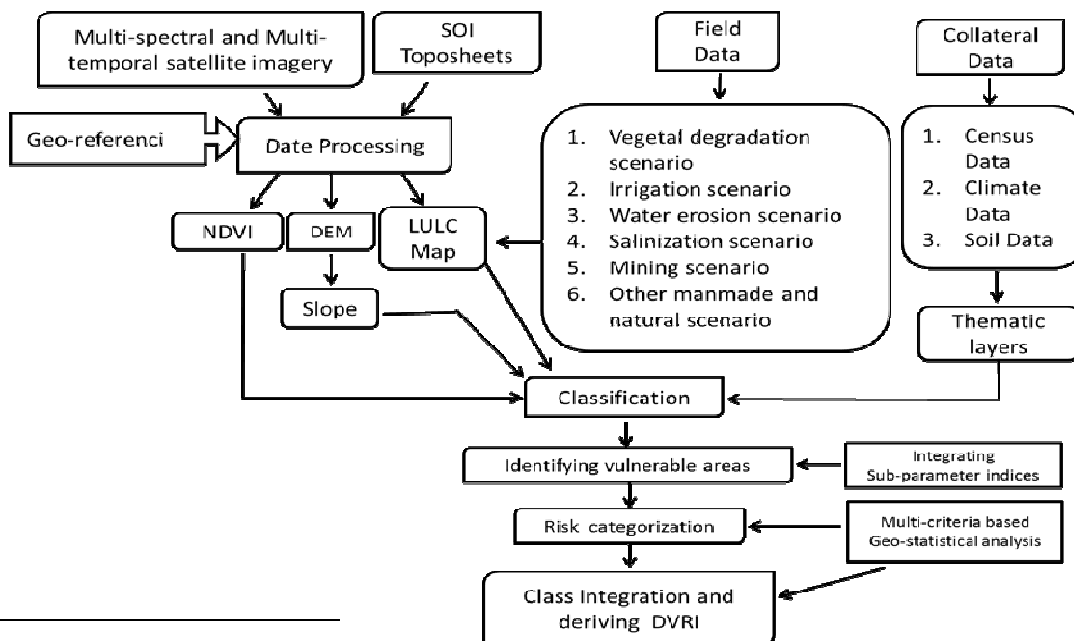 Multi-spectral and Multi-
temporal satellite imagery
SOI
Toposheets
Field
Data
Collateral
Data
Geo-referenci
Date Processing
NDVI
DEM
LULC
Map
Slope
1. Vegetal degradation
scenario
2. Irrigation scenario
3. Water erosion scenario
4. Salinization scenario
5. Mining scenario
6. Other manmade and
natural scenario
1. Census
Data
2. Climate
Data
3. Soil Data
Thematic
layers
Classification
Identifying vulnerable areas
Integrating
Sub-parameter indices
Risk categorization
Multi-criteria based
Geo-statistical analysis
Class Integration and
deriving DVRI